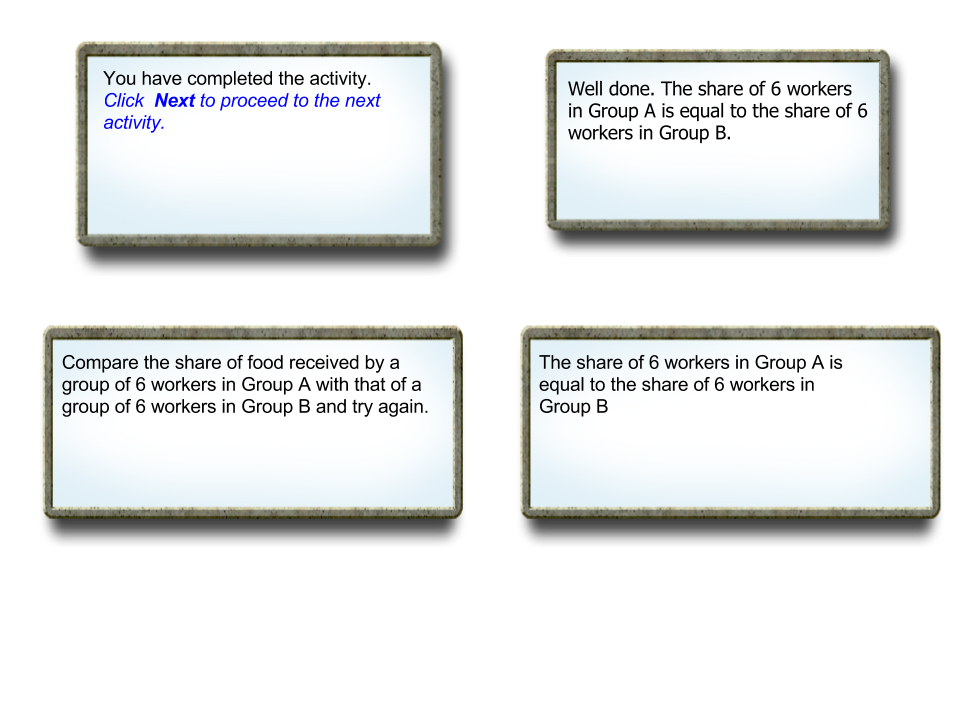 You have completed the activity.
Click Next to proceed to the next
activity.
Well done. The share of 6 workers
in Group A is equal to the share of 6
workers in Group B.
Compare the share of food received by a
group of 6 workers in Group A with that of a
group of 6 workers in Group B and try again.
The share of 6 workers in Group A is
equal to the share of 6 workers in
Group B